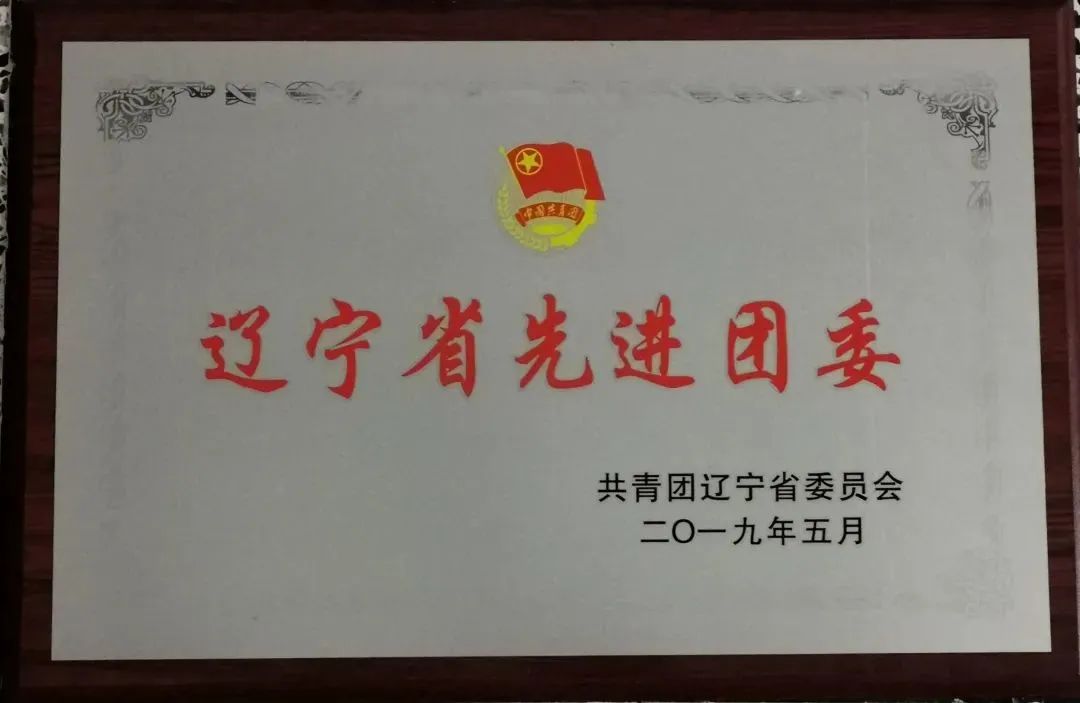 中国共青团
辽宁省先进团委
共青团辽宁省委员会
二〇一九年五月